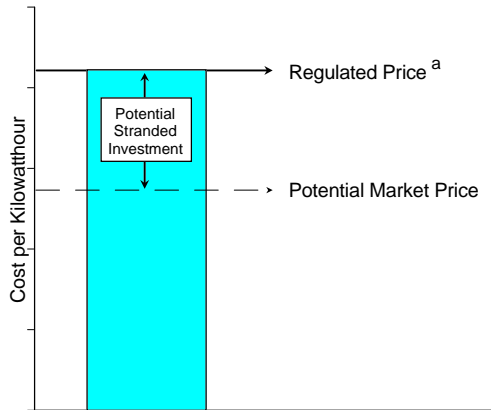 Regulated Price a
Potential
Stranded
Investment
Potential Market Price
Cost per Kilowatthour